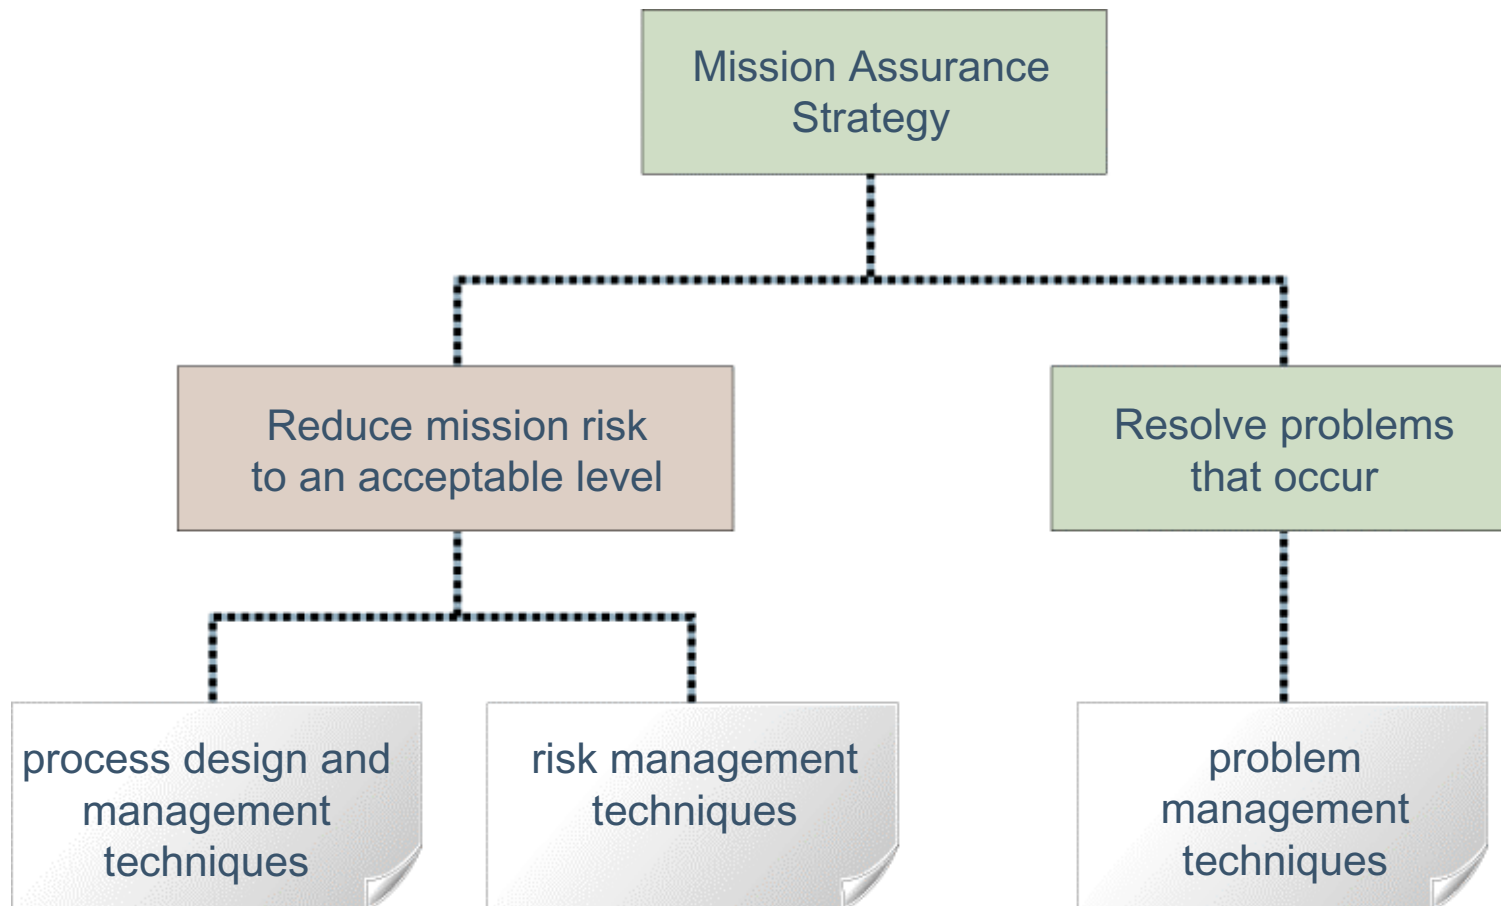 Mission Assurance
Strategy
Reduce mission risk
to an acceptable level
Resolve problems
that occur
process design and
management
techniques
risk management
techniques
problem
management
techniques